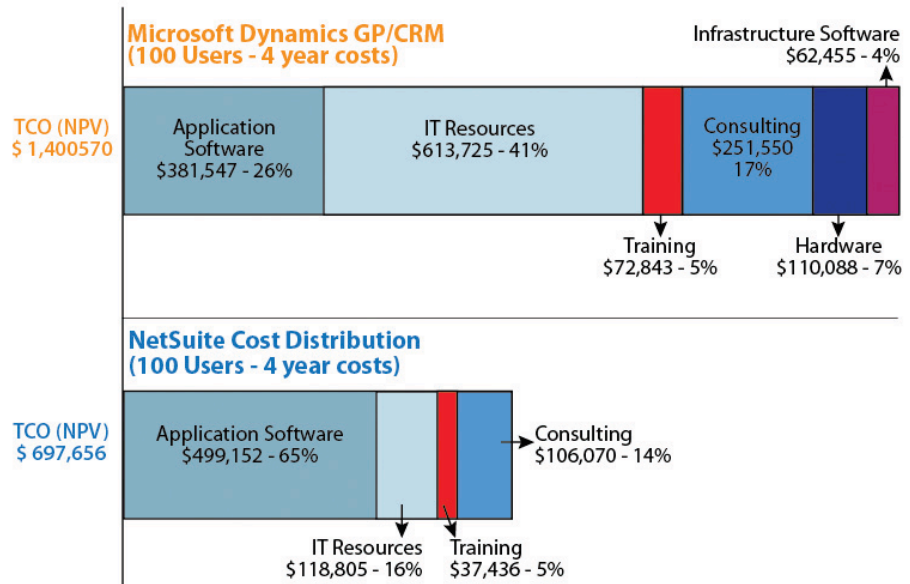 Microsoft Dynamics GP/CRM
(100 Users - 4 year costs)
Infrastructure Software
$62,455 - 4%
TCO (NPV)
$ 1,400570
Application
Software
$381,547 - 26%
IT Resources
$613,725 - 41%
Consulting
$251,550
17%
Training
$72,843 - 5%
Hardware
$110,088 - 7%
NetSuite Cost Distribution
(100 Users - 4 year costs)
TCO (NPV)
$ 697,656
Application Software
$499,152 - 65%
Consulting
$106,070 - 14%
IT Resources
$118,805 - 16%
Training
$37,436 - 5%